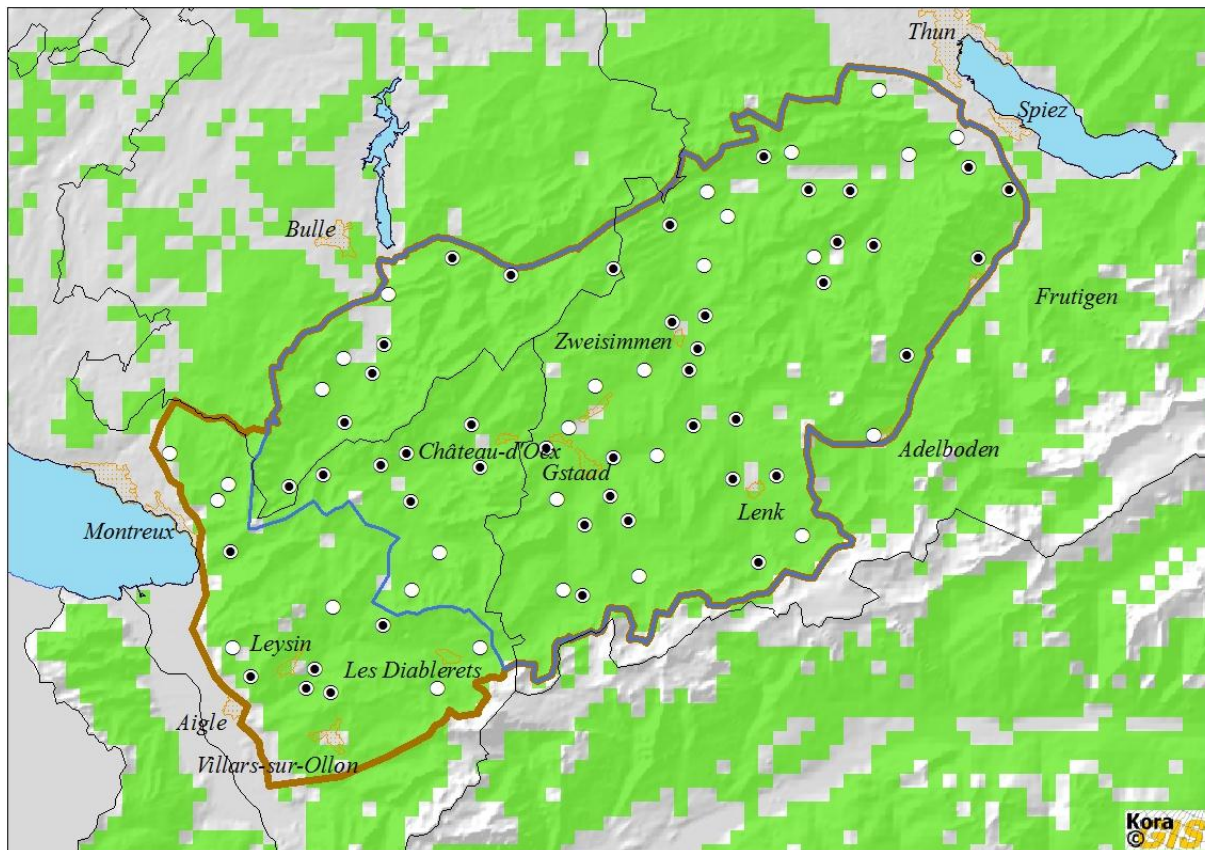 Thun
Spiez
Bulle
Frutigen
Zweisimmen
Château-d'Oex
Adelboden
Gstaad
Lenk
Montreux
Leysin
Les Diablerets
Aigle
Villars-sur-Ollon
Kora
©GIS